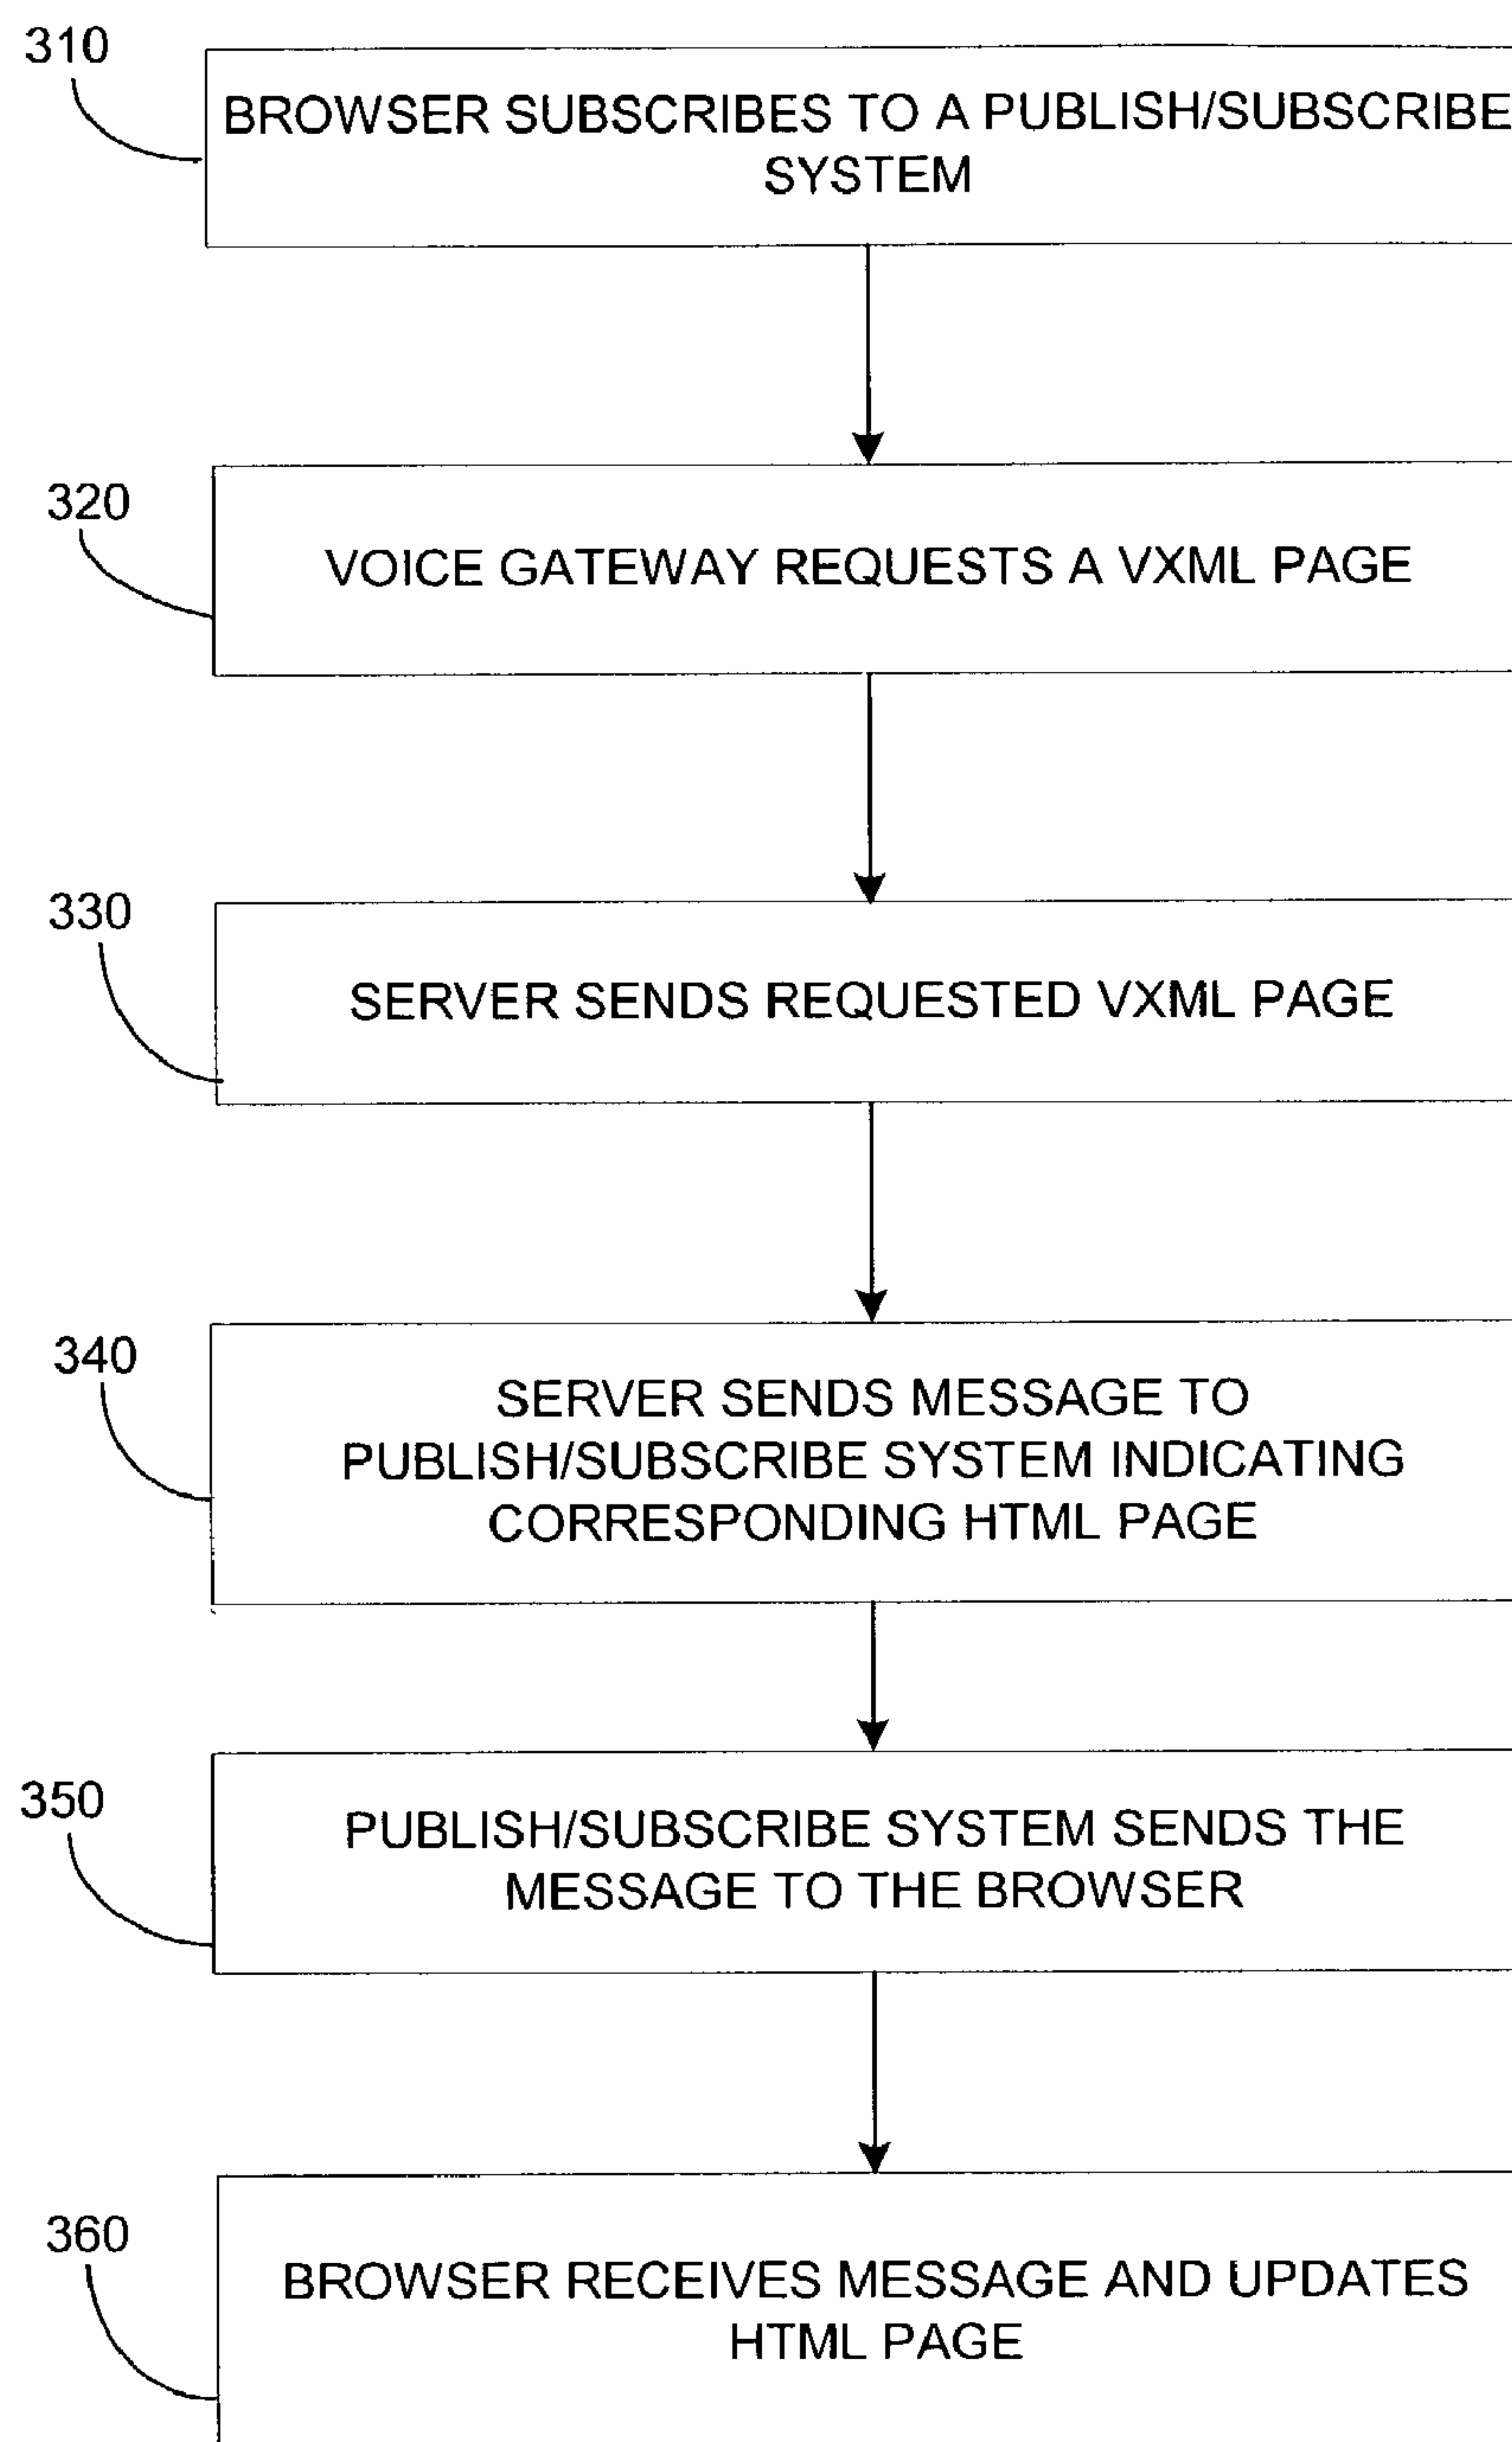 310
BROWSER SUBSCRIBES TO A PUBLISH/SUBSCRIBE
SYSTEM
320
VOICE GATEWAY REQUESTS A VXML PAGE
330
SERVER SENDS REQUESTED VXML PAGE
340
SERVER SENDS MESSAGE TO
PUBLISH/SUBSCRIBE SYSTEM INDICATING
CORRESPONDING HTML PAGE
350
PUBLISH/SUBSCRIBE SYSTEM SENDS THE
MESSAGE TO THE BROWSER
360
BROWSER RECEIVES MESSAGE AND UPDATES
HTML PAGE